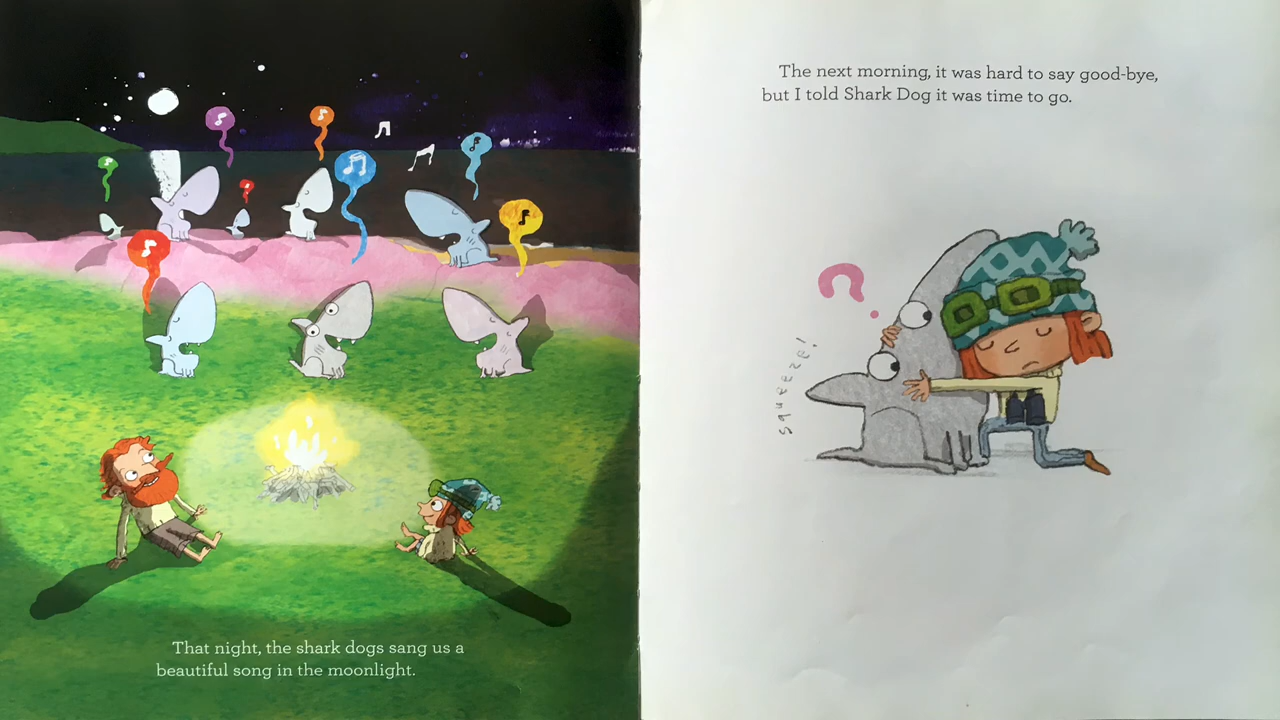 That night, the shark dogs sang us a
beautiful song in the moonlight.
The next morning, it was hard to say good-bye,
but I told Shark Dog it was time to go.
?
squeeze!